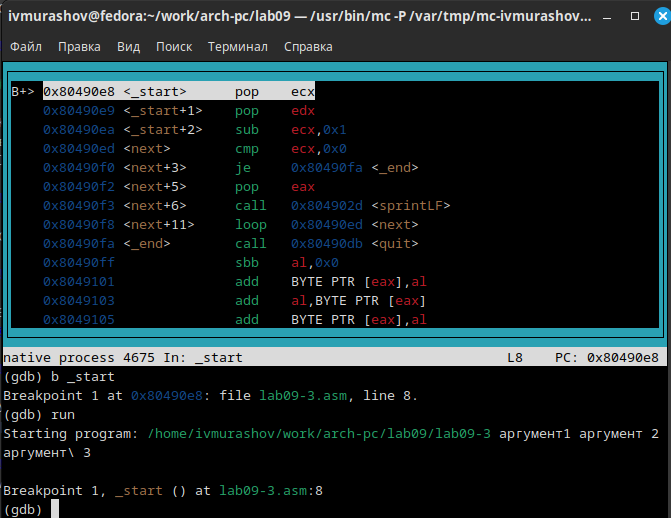 ivmurashov@fedora:~/work/arch-pc/lab09 — /usr/bin/mc -P /var/tmp/mc-ivmurashov...
Файл Правка Вид Поиск Терминал Справка
B+> 0x80490e8 <_start> pop ecx
0x80490e9 <_start+1> pop edx
0x80490ea <_start+2> sub ecx,0x1
0x80490ed <next> cmp ecx,0x0
0x80490f0 <next+3> je 0x80490fa <_end>
0x80490f2 <next+5> pop eax
0x80490f3 <next+6> call 0x804902d <sprintLF>
0x80490f8 <next+11> loop 0x80490ed <next>
0x80490fa <_end> call 0x80490db <quit>
0x80490ff sbb al,0x0
0x8049101 add BYTE PTR [eax],al
0x8049103 add al,BYTE PTR [eax]
0x8049105 add BYTE PTR [eax],al
native process 4675 In: _start L8 PC: 0x80490e8
(gdb) b _start
Breakpoint 1 at 0x80490e8: file lab09-3.asm, line 8.
(gdb) run
Starting program: /home/ivmurashov/work/arch-pc/lab09/lab09-3 аргумент1 аргумент 2
аргумент\ 3
Breakpoint 1, _start () at lab09-3.asm:8
(gdb)